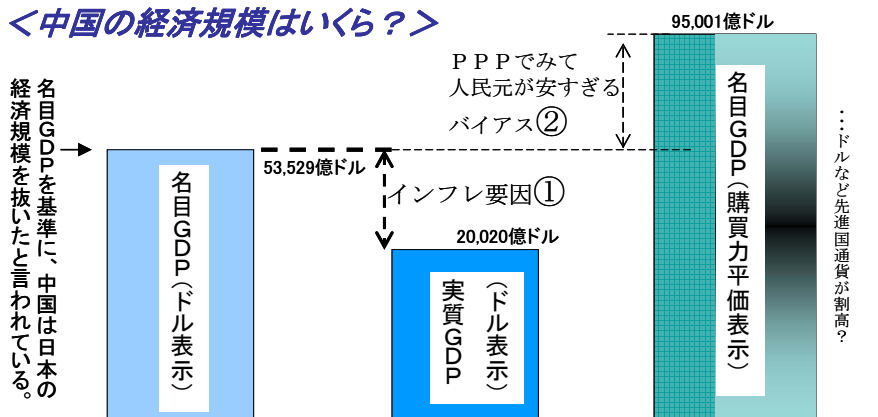 ＜中国の経済規模はいくら？＞
95,001億ドル
ＰＰＰでみて
人民元が安すぎる
バイアス②
名目ＧＤＰを基準に、中国は日本の
経済規模を抜いたと言われている。
53,529億ドル
インフレ要因①
20,020億ドル
名目ＧＤＰ（ドル表示）
（ドル表示）
実質ＧＤＰ
名目ＧＤＰ（購買力平価表示）
…ドルなど先進国通貨が割高？